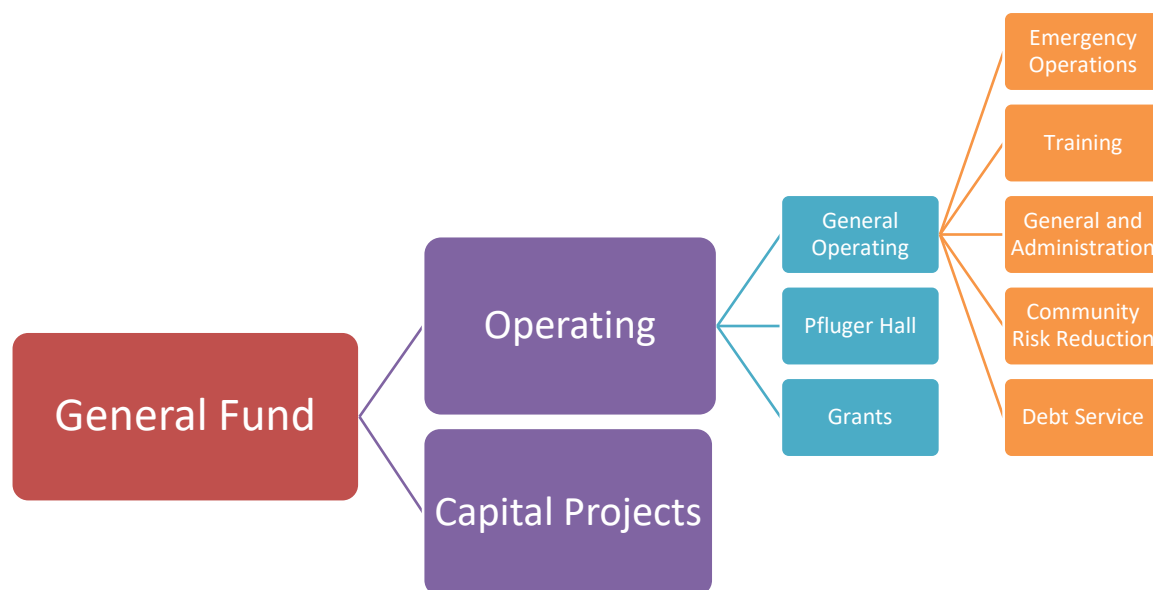 General Fund
Operating
Capital Projects
General
Operating
Pfluger Hall
Grants
Emergency
Operations
Training
General and
Administration
Community
Risk Reduction
Debt Service